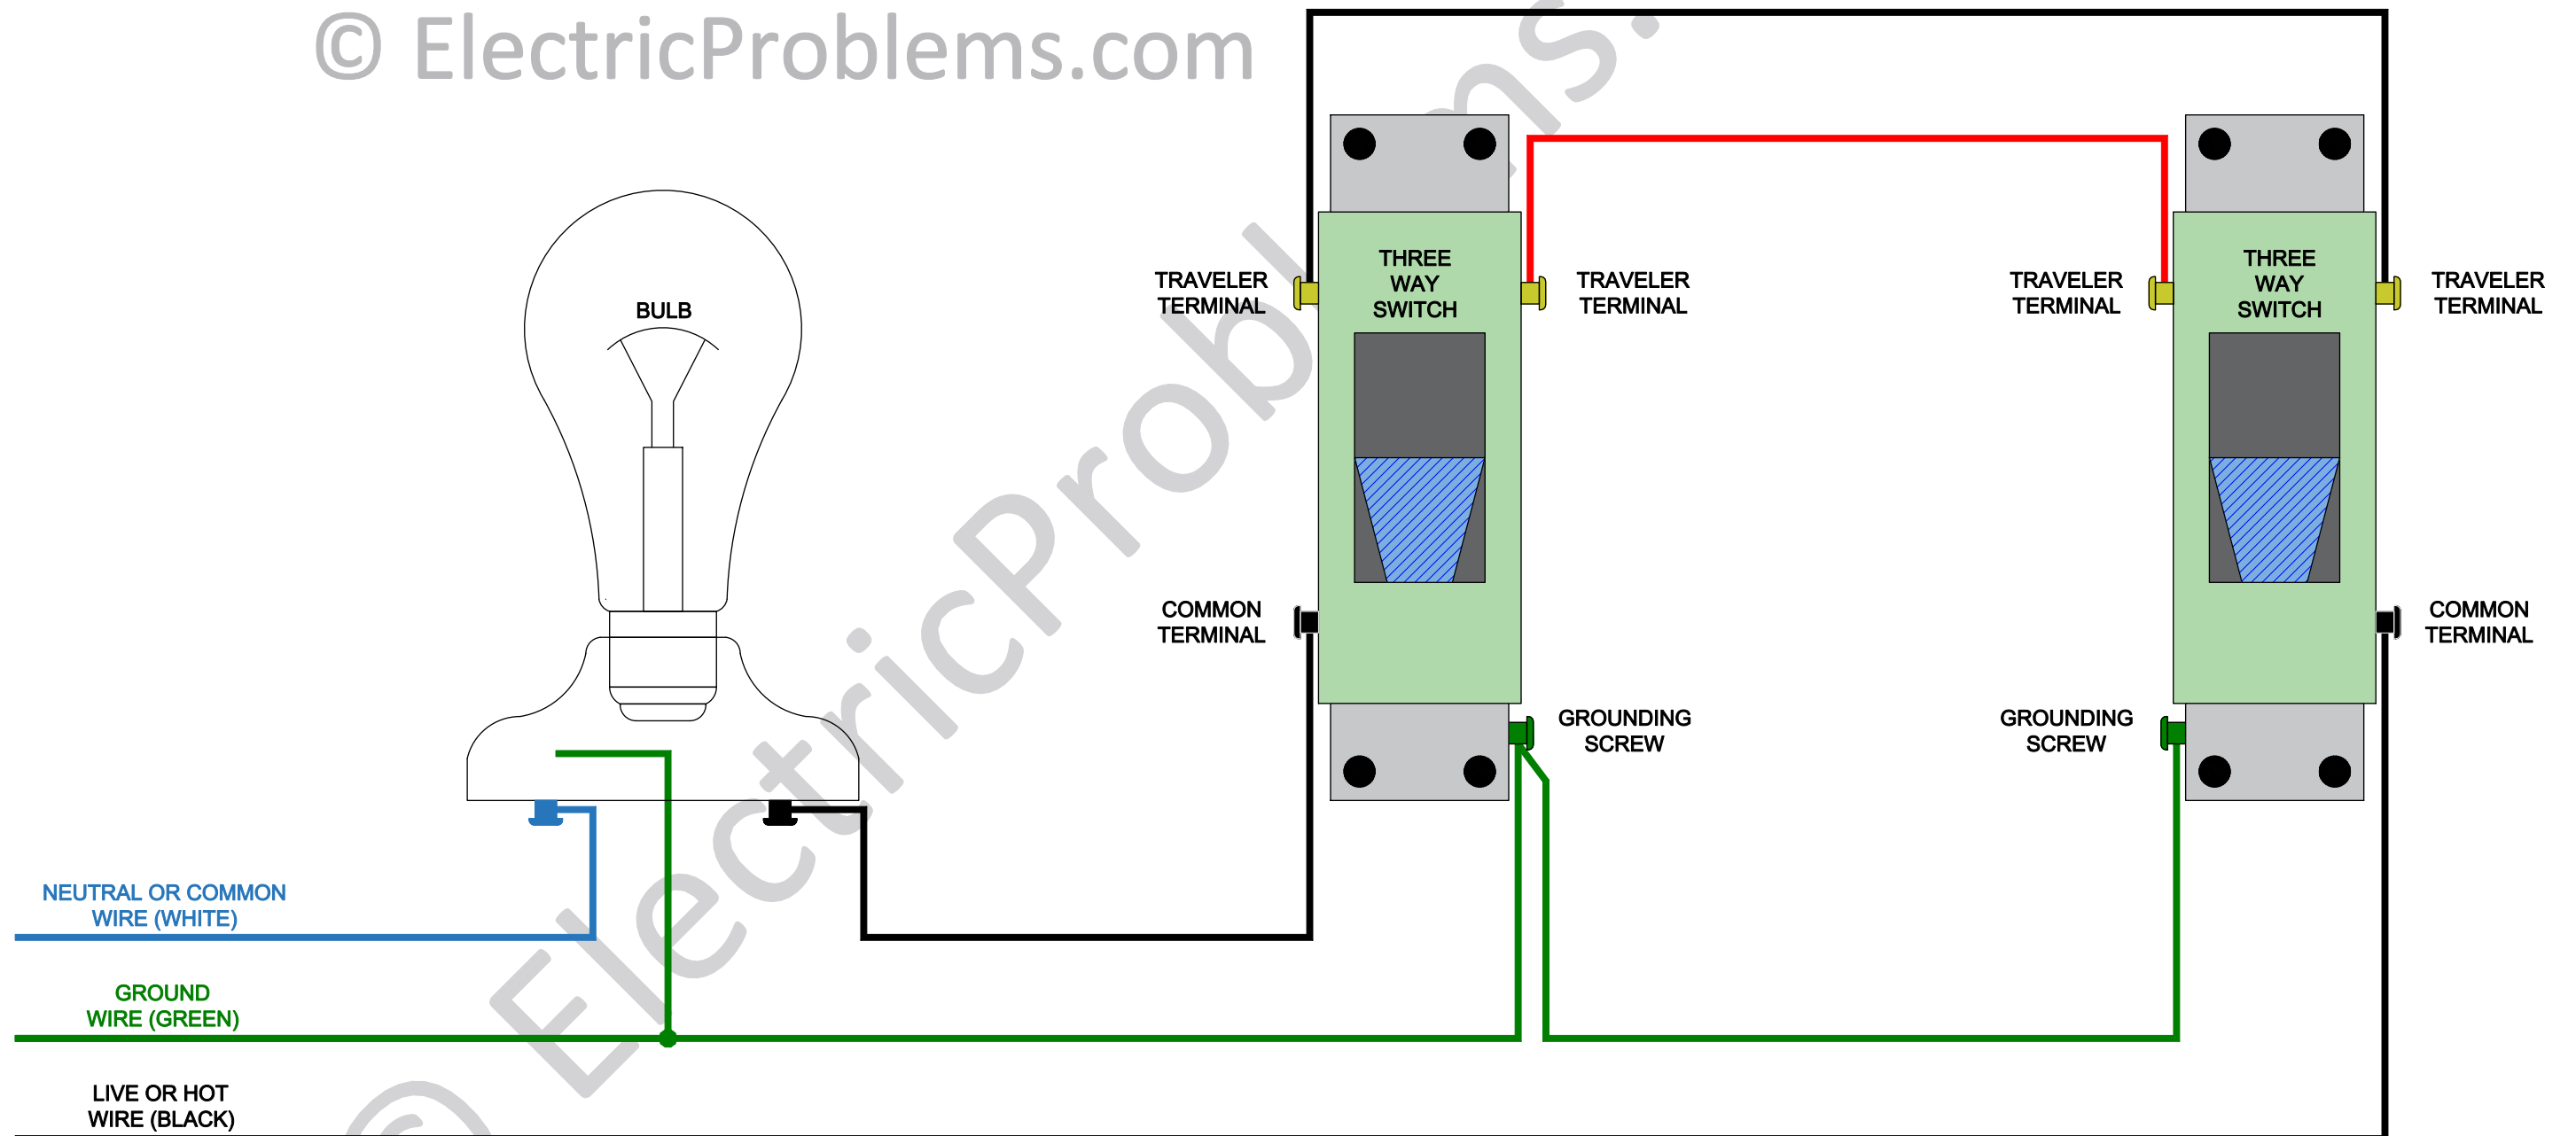 © ElectricProblems.com
BULB
TRAVELER
TERMINAL
THREE
WAY
SWITCH
TRAVELER
TERMINAL
TRAVELER
TERMINAL
THREE
WAY
SWITCH
TRAVELER
TERMINAL
COMMON
TERMINAL
COMMON
TERMINAL
GROUNDING
SCREW
GROUNDING
SCREW
NEUTRAL OR COMMON
WIRE (WHITE)
GROUND
WIRE (GREEN)
LIVE OR HOT
WIRE (BLACK)
© ElectricProblems.